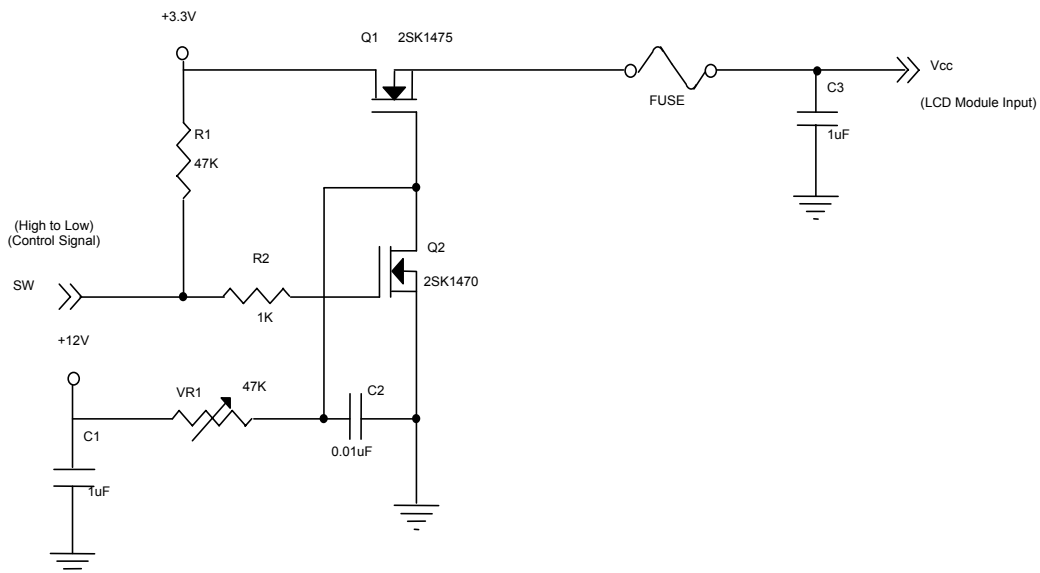 +3.3V
Q1 2SK1475
Vcc
(LCD Module Input)
FUSE
C3
1uF
R1
47K
(High to Low)
(Control Signal)
SW
R2
1K
Q2
2SK1470
+12V
VR1
47K
C2
0.01uF
C1
1uF